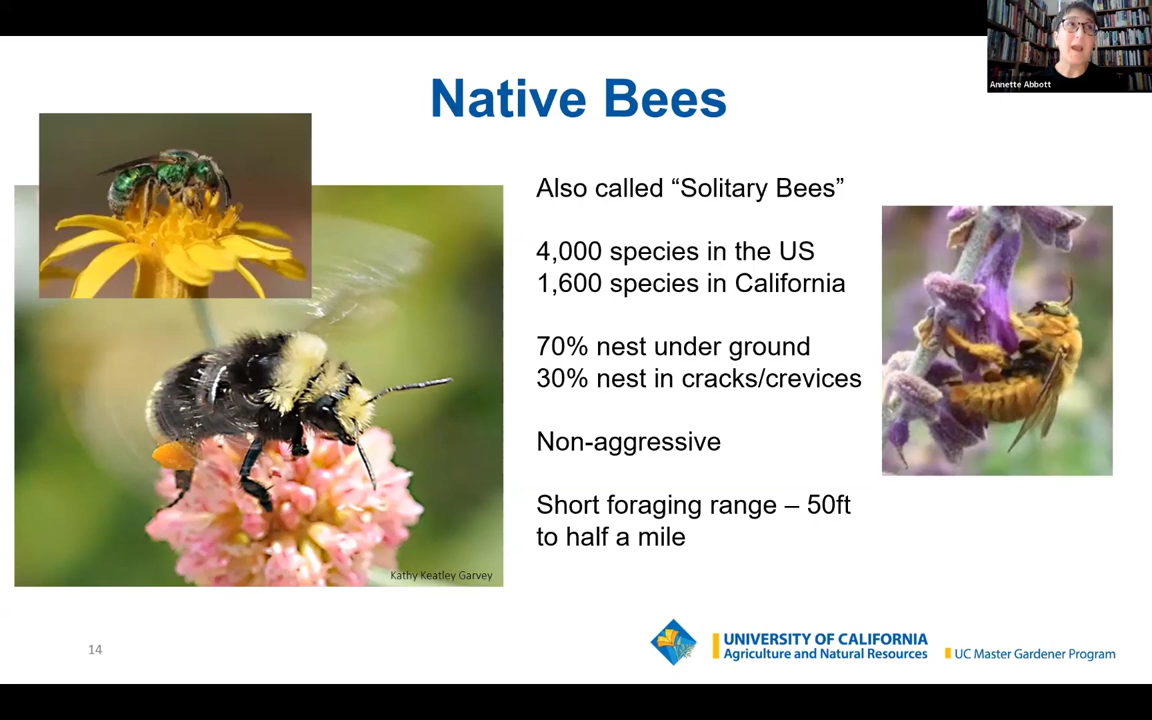 Annette Abbott
Native Bees
Also called “Solitary Bees”
4,000 species in the US
1,600 species in California
70% nest under ground
30% nest in cracks/crevices
Non-aggressive
Short foraging range – 50ft
to half a mile
Kathy Keatley Garvey
14
UNIVERSITY OF CALIFORNIA
Agriculture and Natural Resources
UC Master Gardener Program